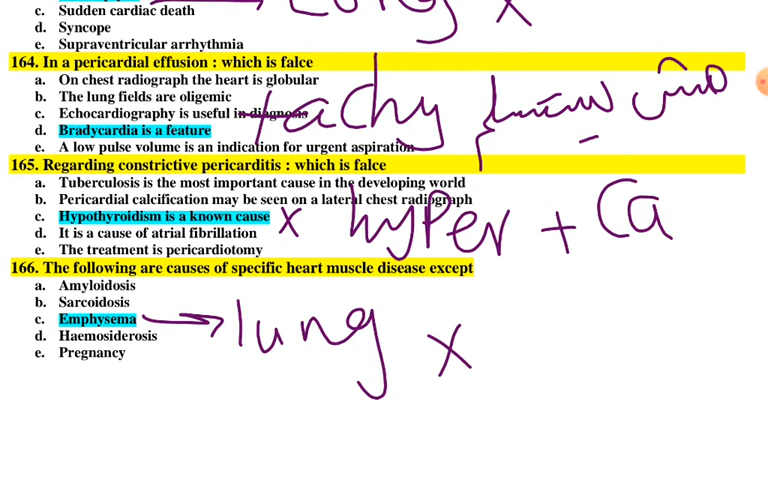 c. Sudden cardiac death
d. Syncope
e. Supraventricular arrhythmia
Lung x
164. In a pericardial effusion : which is falce
a. On chest radiograph the heart is globular
b. The lung fields are oligemic
c. Echocardiography is useful in diagnosis
tachy
d. Bradycardia is a feature
e. A low pulse volume is an indication for urgent aspiration
165. Regarding constrictive pericarditis : which is falce
a. Tuberculosis is the most important cause in the developing world
b. Pericardial calcification may be seen on a lateral chest radiograph
c. Hypothyroidism is a known cause x hyper + Ca
d. It is a cause of atrial fibrillation
e. The treatment is pericardiotomy
166. The following are causes of specific heart muscle disease except
a. Amyloidosis
b. Sarcoidosis
c. Emphysema → lung x
d. Haemosiderosis
e. Pregnancy